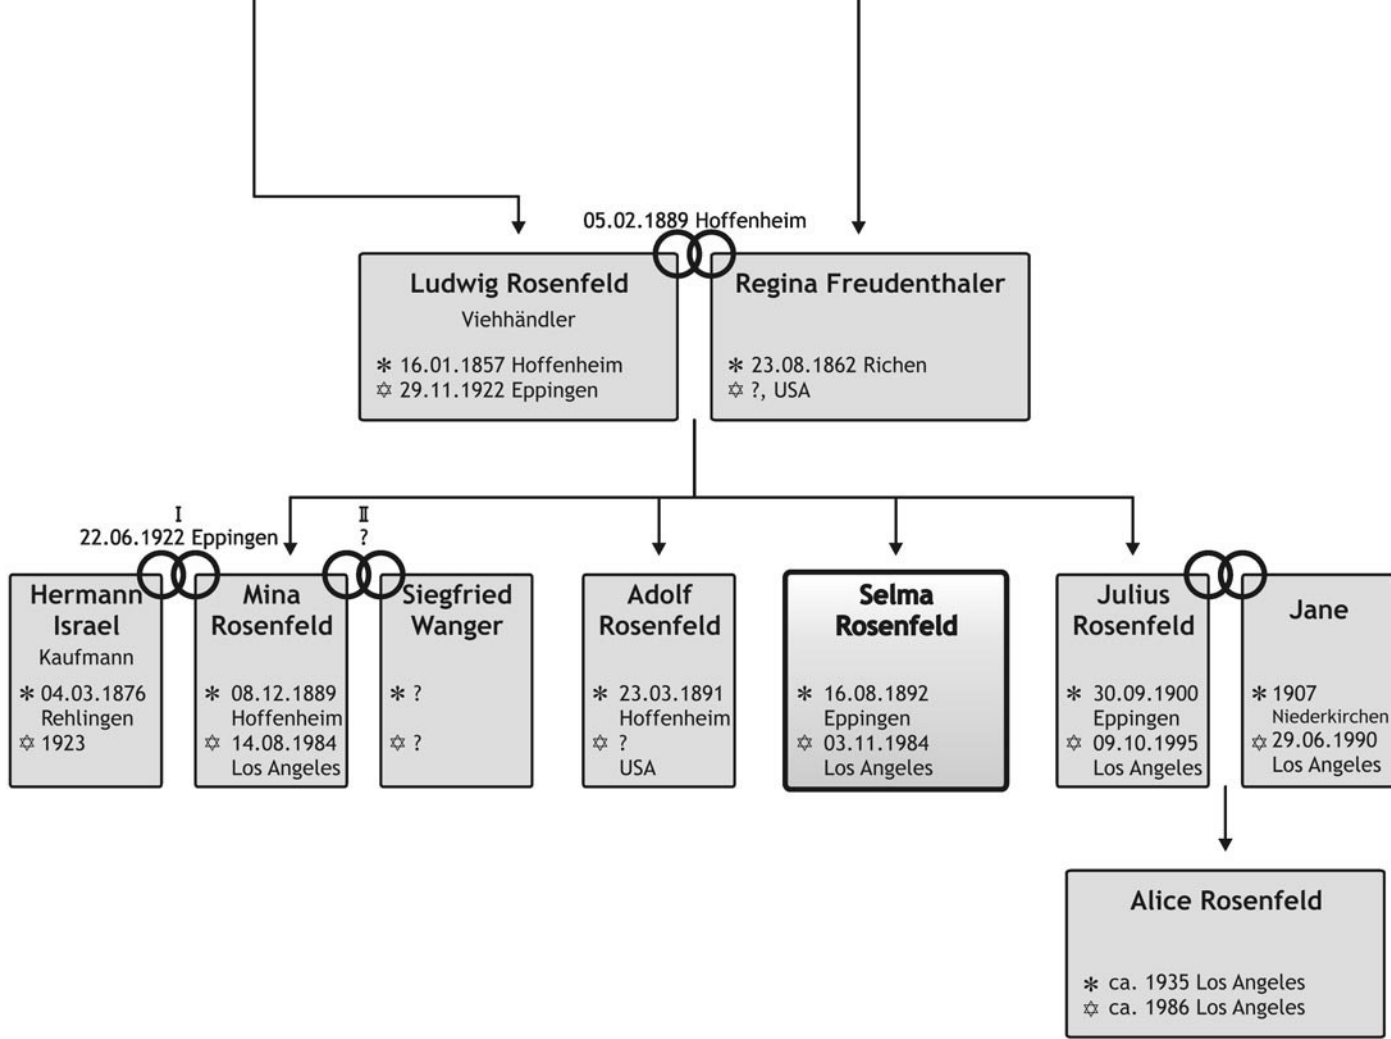 05.02.1889 Hoffenheim
Ludwig Rosenfeld
Viehhändler
* 16.01.1857 Hoffenheim
✡ 29.11.1922 Eppingen
Regina Freudenthaler
* 23.08.1862 Richen
✡ ?, USA
I
22.06.1922 Eppingen
II
?
Hermann
Israel
Kaufmann
* 04.03.1876
Rehlingen
✡ 1923
Mina
Rosenfeld
* 08.12.1889
Hoffenheim
✡ 14.08.1984
Los Angeles
Siegfried
Wanger
* ?
✡ ?
Adolf
Rosenfeld
* 23.03.1891
Hoffenheim
✡ ?
USA
Selma
Rosenfeld
* 16.08.1892
Eppingen
✡ 03.11.1984
Los Angeles
Julius
Rosenfeld
* 30.09.1900
Eppingen
✡ 09.10.1995
Los Angeles
Jane
* 1907
Niederkirchen
✡ 29.06.1990
Los Angeles
Alice Rosenfeld
* ca. 1935 Los Angeles
✡ ca. 1986 Los Angeles